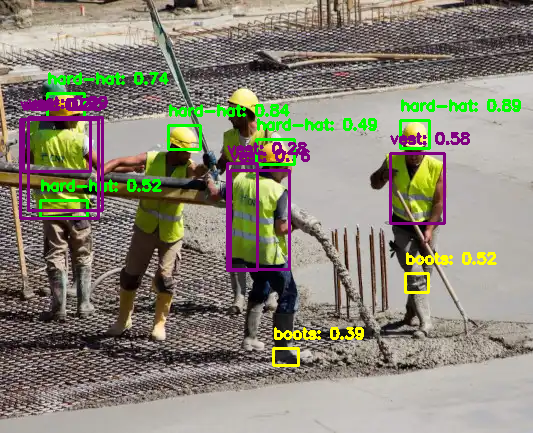 hard-hat: 0.74
hard-hat: 0.84
hard-hat: 0.89
hard-hat: 0.49
vest: 0.58
vest: 0.28
hard-hat: 0.52
boots: 0.52
boots: 0.39